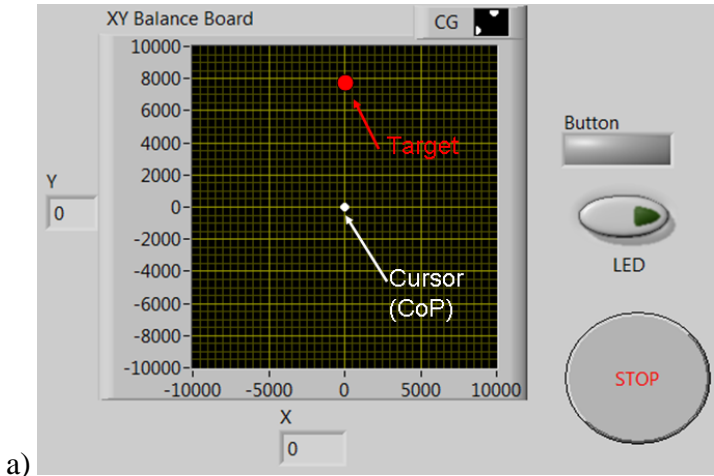 XY Balance Board
CG
10000
8000
6000
4000
2000
0
-2000
-4000
-6000
-8000
-10000
-10000 -5000 0 5000 10000
Target
Cursor
(CoP)
Y
0
X
0
Button
LED
STOP
a)